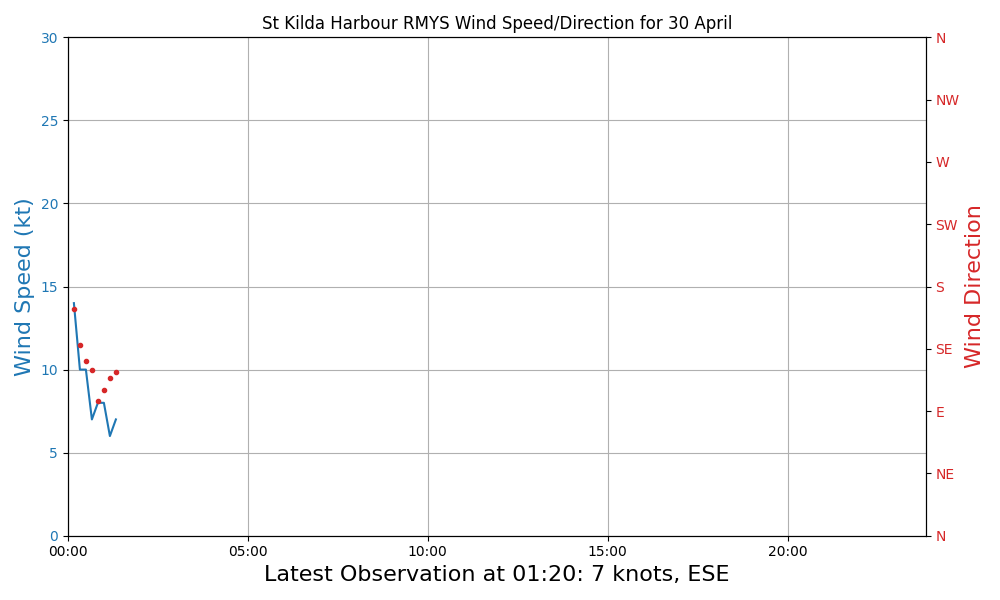 St Kilda Harbour RMYS Wind Speed/Direction for 30 April
30
25
20
15
10
5
0
Wind Speed (kt)
N
NW
W
SW
S
SE
E
NE
N
Wind Direction
00:00 05:00 10:00 15:00 20:00
Latest Observation at 01:20: 7 knots, ESE